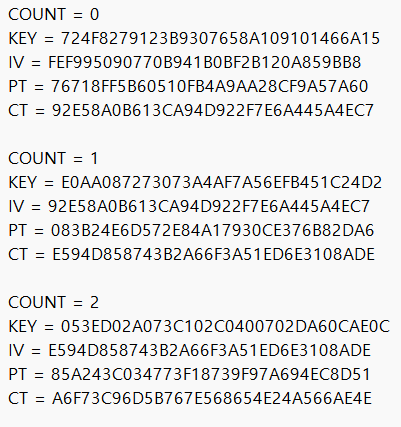 COUNT = 0
KEY = 724F8279123B9307658A109101466A15
IV = FEF995090770B941B0BF2B120A859BB8
PT = 76718FF5B60510FB4A9AA28CF9A57A60
CT = 92E58A0B613CA94D922F7E6A445A4EC7
COUNT = 1
KEY = E0AA087273073A4AF7A56EFB451C24D2
IV = 92E58A0B613CA94D922F7E6A445A4EC7
PT = 083B24E6D572E84A17930CE376B82DA6
CT = E594D858743B2A66F3A51ED6E3108ADE
COUNT = 2
KEY = 053ED02A073C102C0400702DA60CAE0C
IV = E594D858743B2A66F3A51ED6E3108ADE
PT = 85A243C034773F18739F97A694EC8D51
CT = A6F73C96D5B767E568654E24A566AE4E